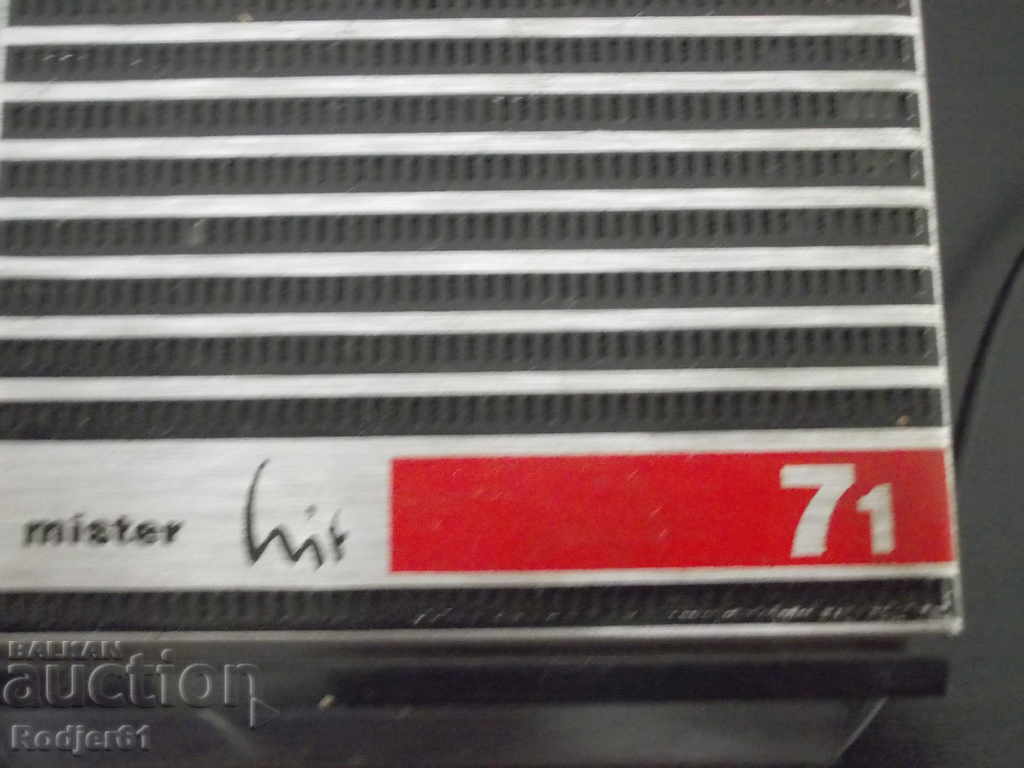 mister hit 71
BALKAN
auction
Rodjer61